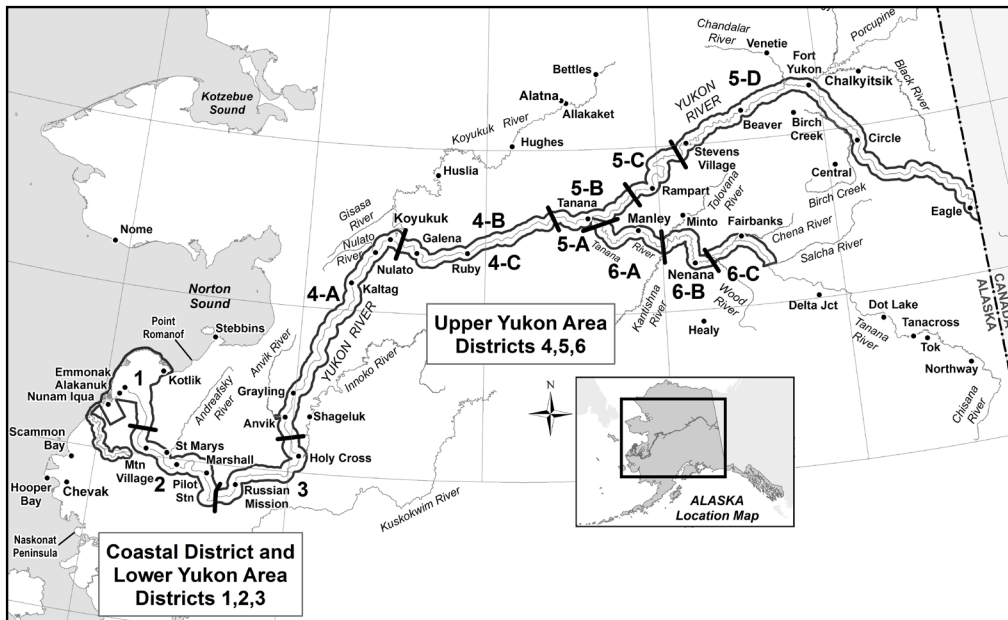 Chandalar
River
Venetie
Fort
Yukon
Porcupine
Chalkyitsik
Black River
Bettles
Kotzebue
Sound
Alatna
Allakaket
Koyukuk River
Hughes
YUKON
RIVER
5-D
Beaver
Birch
Creek
Circle
Huslia
5-C
Stevens
Village
Central
Birch Creek
Rampart
Tolovana
River
Gisasa
River
Koyukuk
4-B
5-B
Tanana
Manley
Minto
Fairbanks
Chena River
Eagle
Nome
Nulato
River
Galena
5-A
Tanana
River
Salcha River
Nulato
Ruby
4-C
6-A
Nenana
6-B
6-C
Wood
River
Kantishna
River
CANADA
ALASKA
Norton
Sound
4-A
Kaltag
Delta Jct
Dot Lake
Tanacross
Tok
Tanana
River
Northway
Chisana
River
Point
Romanof
Stebbins
Anvik River
YUKON RIVER
Upper Yukon Area
Districts 4,5,6
Healy
Innoko River
Emmonak
Alakanuk
Nunam Iqua
1
Kotlik
Andreafsky
River
Grayling
Anvik
Shageluk
N
Scammon
Bay
St Marys
Marshall
Holy Cross
Mtn
Village
2
Pilot
Stn
Russian
Mission
3
Hooper
Bay
Chevak
Kuskokwim River
ALASKA
Location Map
Naskonat
Peninsula
Coastal District and
Lower Yukon Area
Districts 1,2,3